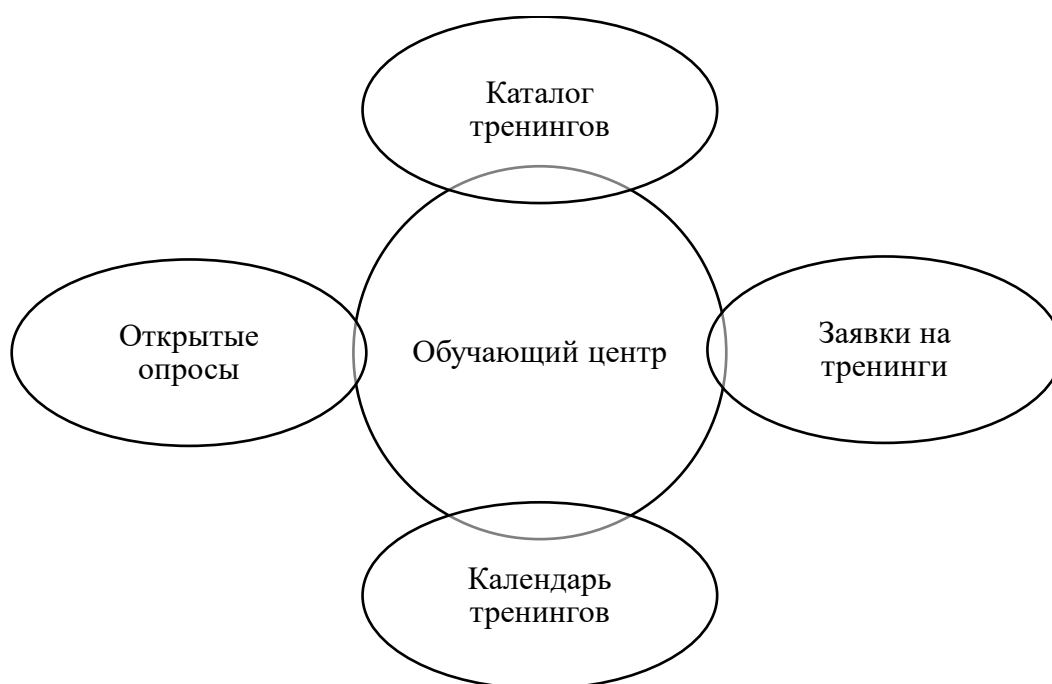 Каталог
тренингов
Открытые
опросы
Обучающий центр
Заявки на
тренинги
Календарь
тренингов